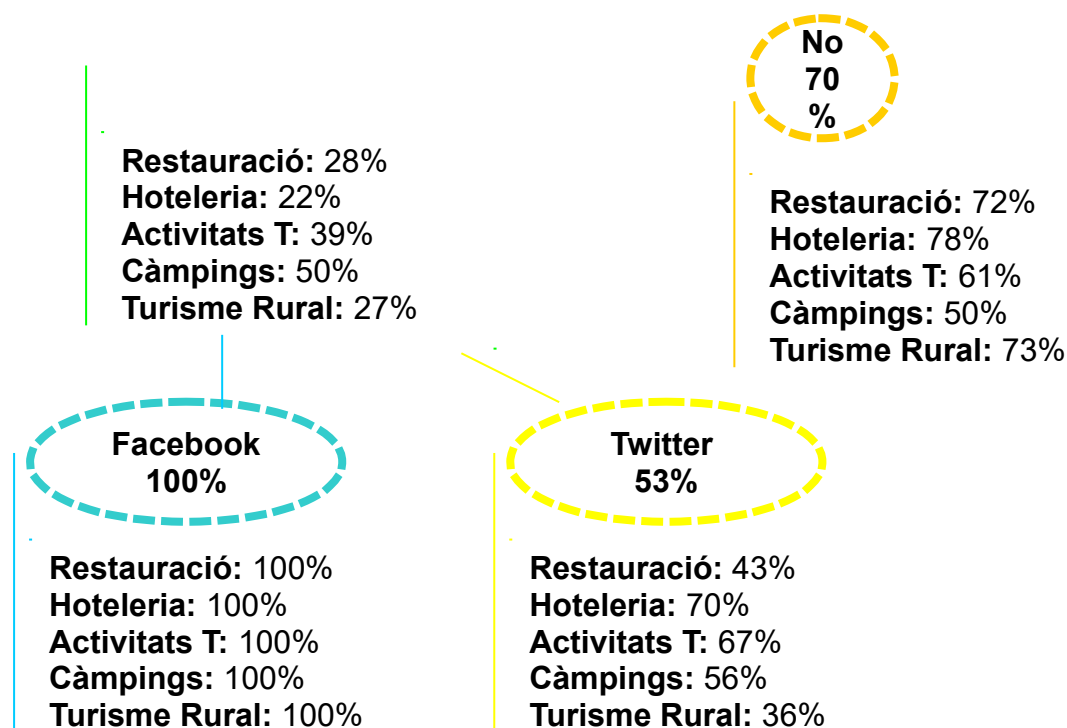 No
70
%
Restauració: 28%
Hoteleria: 22%
Activitats T: 39%
Càmpings: 50%
Turisme Rural: 27%
Restauració: 72%
Hoteleria: 78%
Activitats T: 61%
Càmpings: 50%
Turisme Rural: 73%
Facebook
100%
Restauració: 100%
Hoteleria: 100%
Activitats T: 100%
Càmpings: 100%
Turisme Rural: 100%
Twitter
53%
Restauració: 43%
Hoteleria: 70%
Activitats T: 67%
Càmpings: 56%
Turisme Rural: 36%